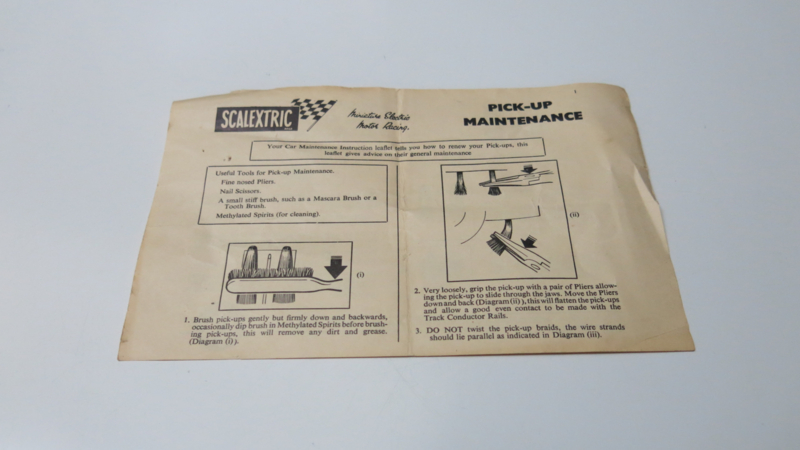 SCALEXTRIC
Miniature Electric
Motor Racing.
PICK-UP
MAINTENANCE
Your Car Maintenance Instruction leaflet tells you how to renew your Pick-ups, this
leaflet gives advice on their general maintenance
Useful Tools for Pick-up Maintenance.
Fine nosed Pliers.
Nail Scissors.
A small stiff brush, such as a Mascara Brush or a
Tooth Brush.
Methylated Spirits (for cleaning).
(i)
1. Brush pick-ups gently but firmly down and backwards,
occasionally dip brush in Methylated Spirits before brush-
ing pick-ups, this will remove any dirt and grease.
(Diagram (i)).
(ii)
2. Very loosely, grip the pick-up with a pair of Pliers allow-
ing the pick-up to slide through the jaws. Move the Pliers
down and back (Diagram (ii)), this will flatten the pick-ups
and allow a good even contact to be made with the
Track Conductor Rails.
3. DO NOT twist the pick-up braids, the wire strands
should lie parallel as indicated in Diagram (iii).